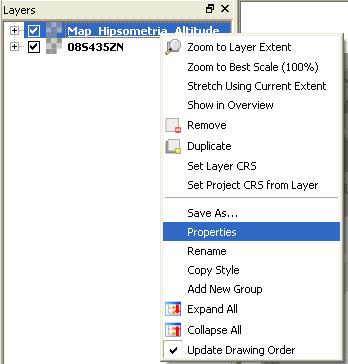 Layers
Map_Hipsometria_Altitude
08S435ZN
Zoom to Layer Extent
Zoom to Best Scale (100%)
Stretch Using Current Extent
Show in Overview
Remove
Duplicate
Set Layer CRS
Set Project CRS from Layer
Save As...
Properties
Rename
Copy Style
Add New Group
Expand All
Collapse All
Update Drawing Order